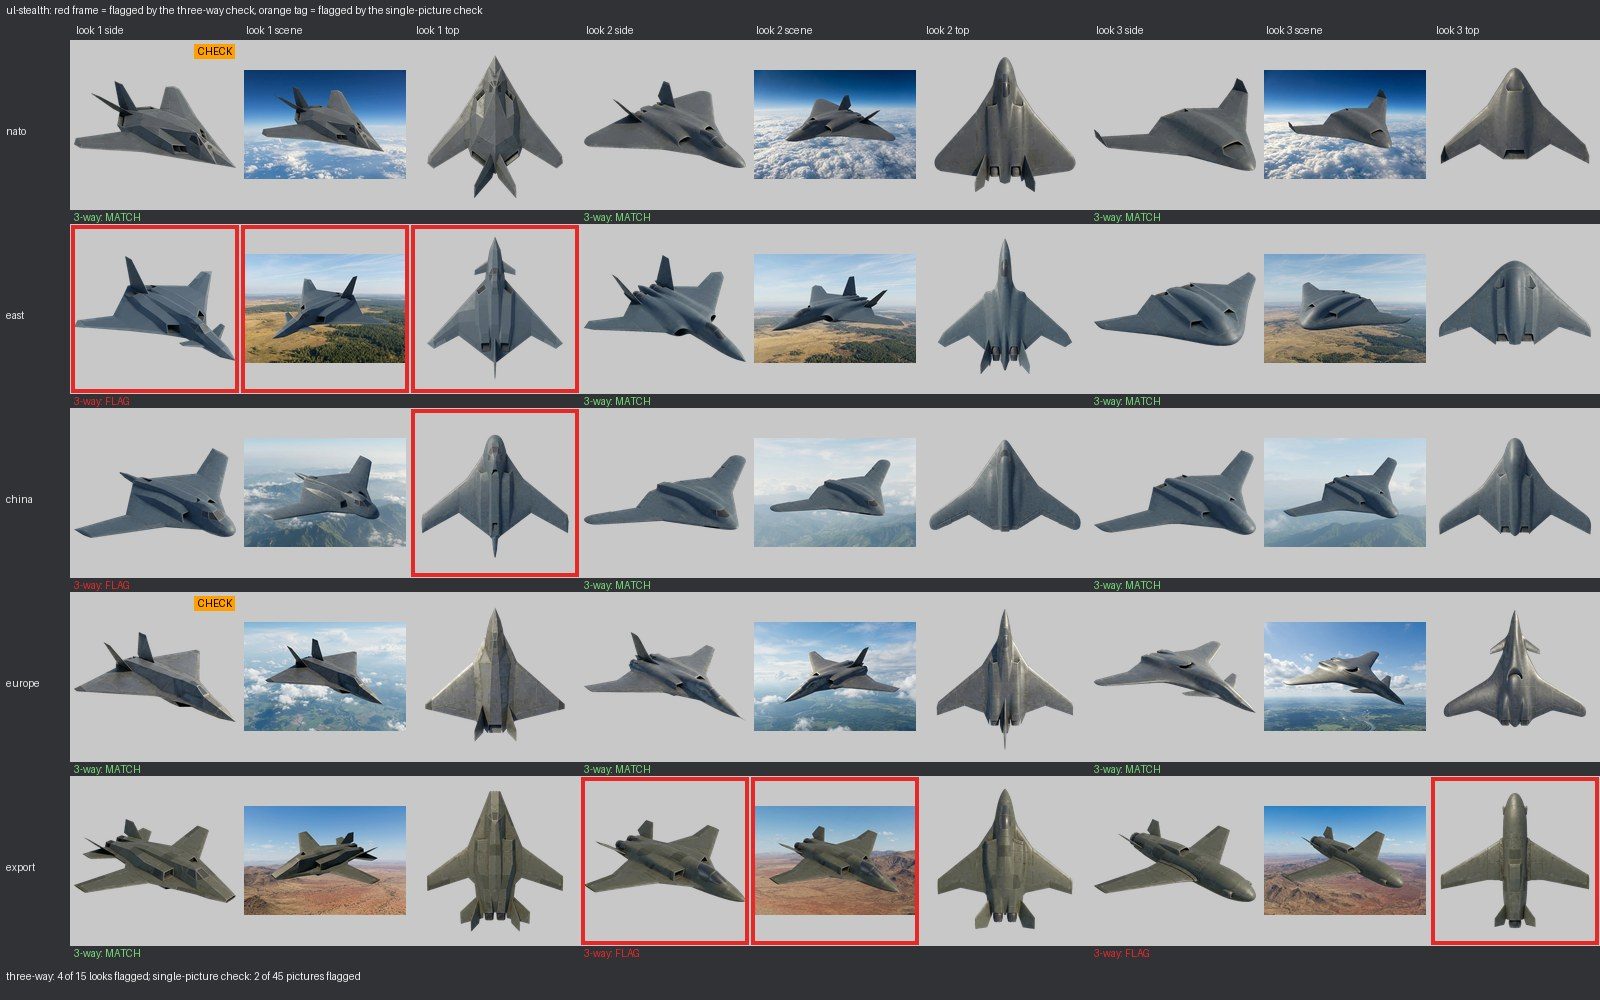 ul-stealth: red frame = flagged by the three-way check, orange tag = flagged by the single-picture check
look 1 side look 1 scene look 1 top look 2 side look 2 scene look 2 top look 3 side look 3 scene look 3 top
CHECK
nato
3-way: MATCH 3-way: MATCH 3-way: MATCH
east
3-way: FLAG 3-way: MATCH 3-way: MATCH
china
3-way: FLAG 3-way: MATCH 3-way: MATCH
CHECK
europe
3-way: MATCH 3-way: MATCH 3-way: MATCH
export
3-way: MATCH 3-way: FLAG 3-way: FLAG
three-way: 4 of 15 looks flagged; single-picture check: 2 of 45 pictures flagged